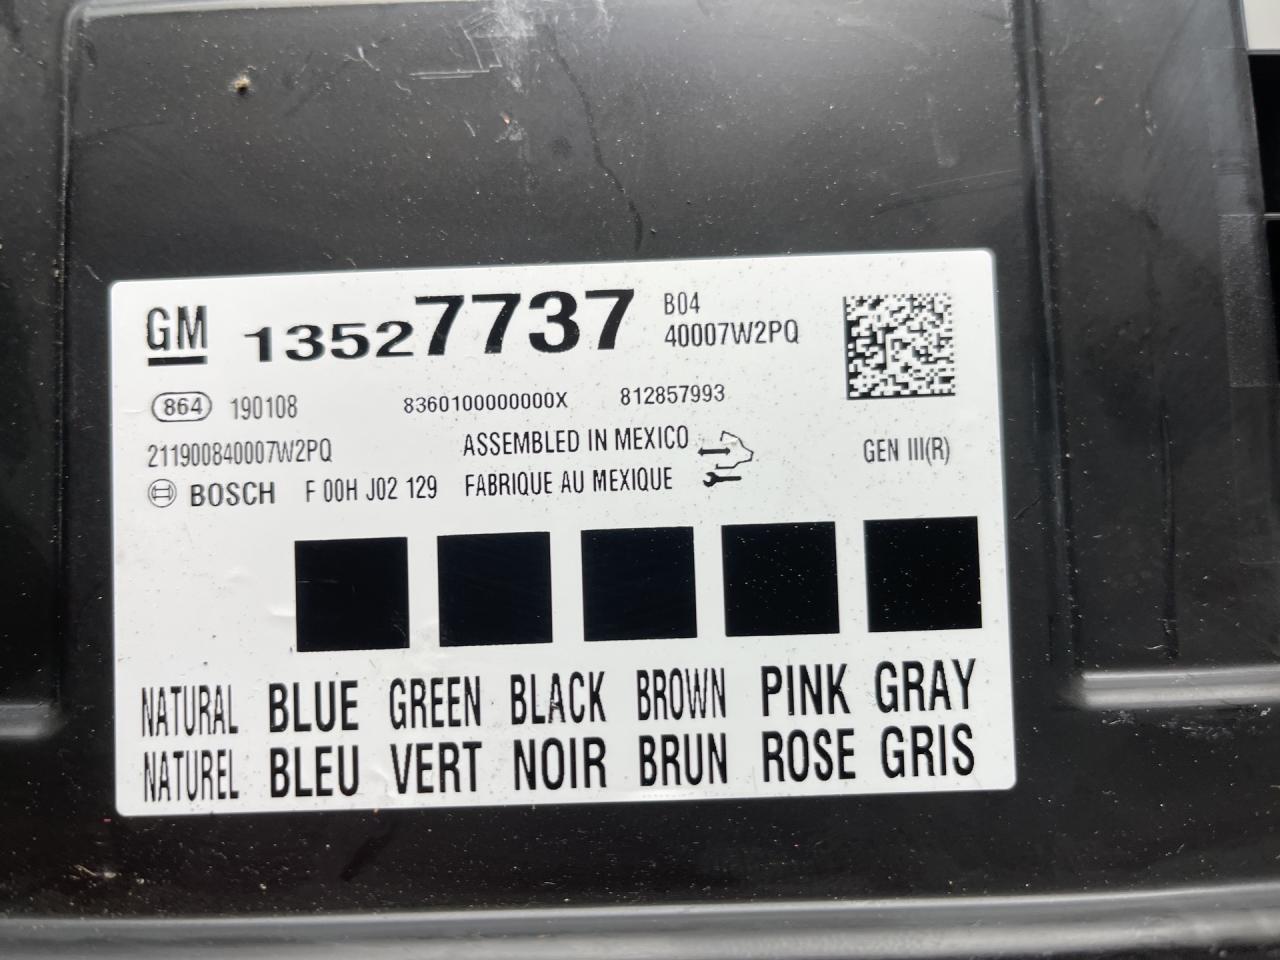 GM 13527737 B04
40007W2PQ
864 190108 8360100000000X 812857993
211900840007W2PQ ASSEMBLED IN MEXICO GEN III(R)
BOSCH F 00H J02 129 FABRIQUE AU MEXIQUE
NATURAL BLUE GREEN BLACK BROWN PINK GRAY
NATUREL BLEU VERT NOIR BRUN ROSE GRIS